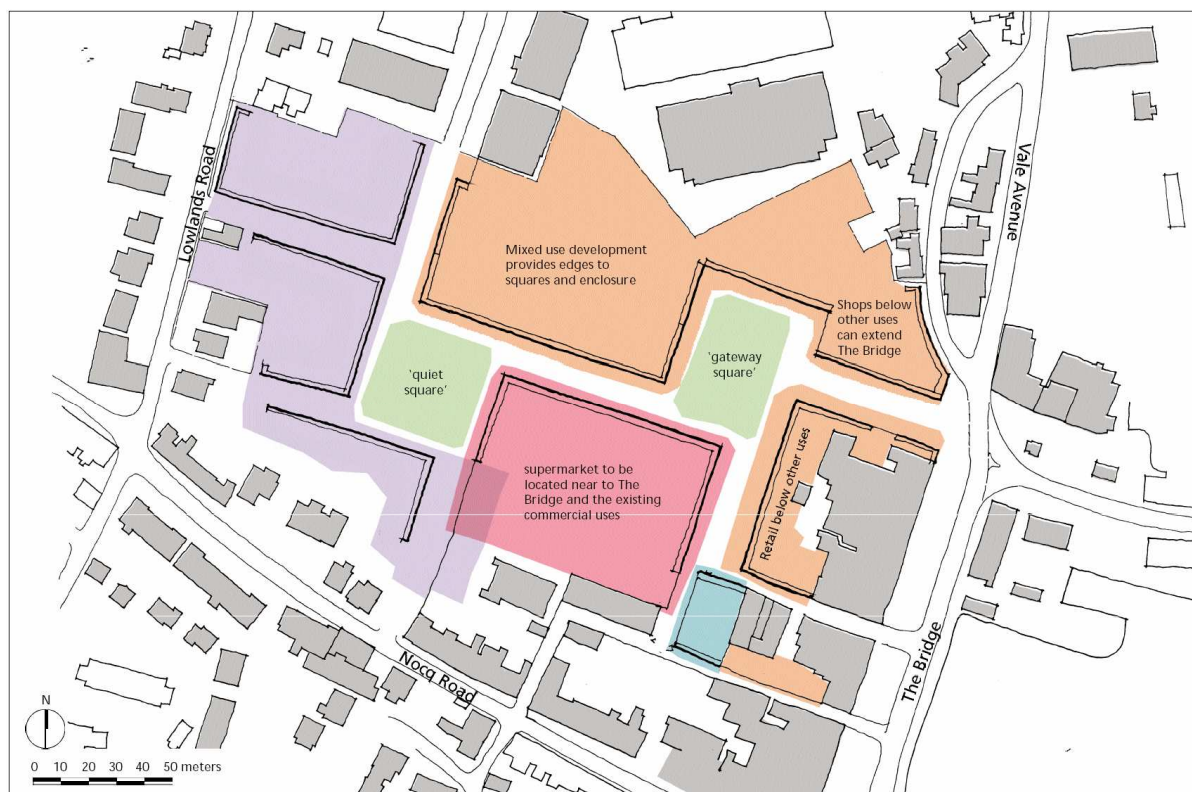 Lowlands Road
Vale Avenue
Mixed use development
provides edges to
squares and enclosure
Shops below
other uses
can extend
The Bridge
'quiet
square'
'gateway
square'
supermarket to be
located near to The
Bridge and the existing
commercial uses
Retail below other uses
Nocq Road
The Bridge
N
0 10 20 30 40 50 meters